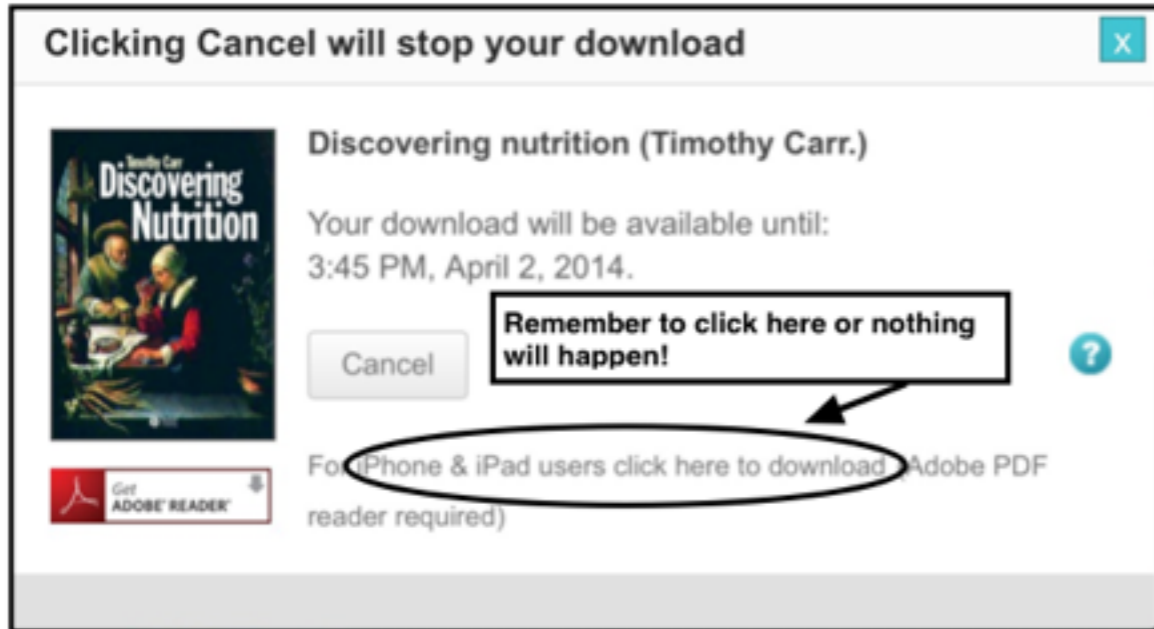 Clicking Cancel will stop your download
X
Timothy Carr
Discovering
Nutrition
Discovering nutrition (Timothy Carr.)
Your download will be available until:
3:45 PM, April 2, 2014.
Remember to click here or nothing
will happen!
Cancel
?
For iPhone & iPad users click here to download (Adobe PDF
reader required)
Get
ADOBE® READER®